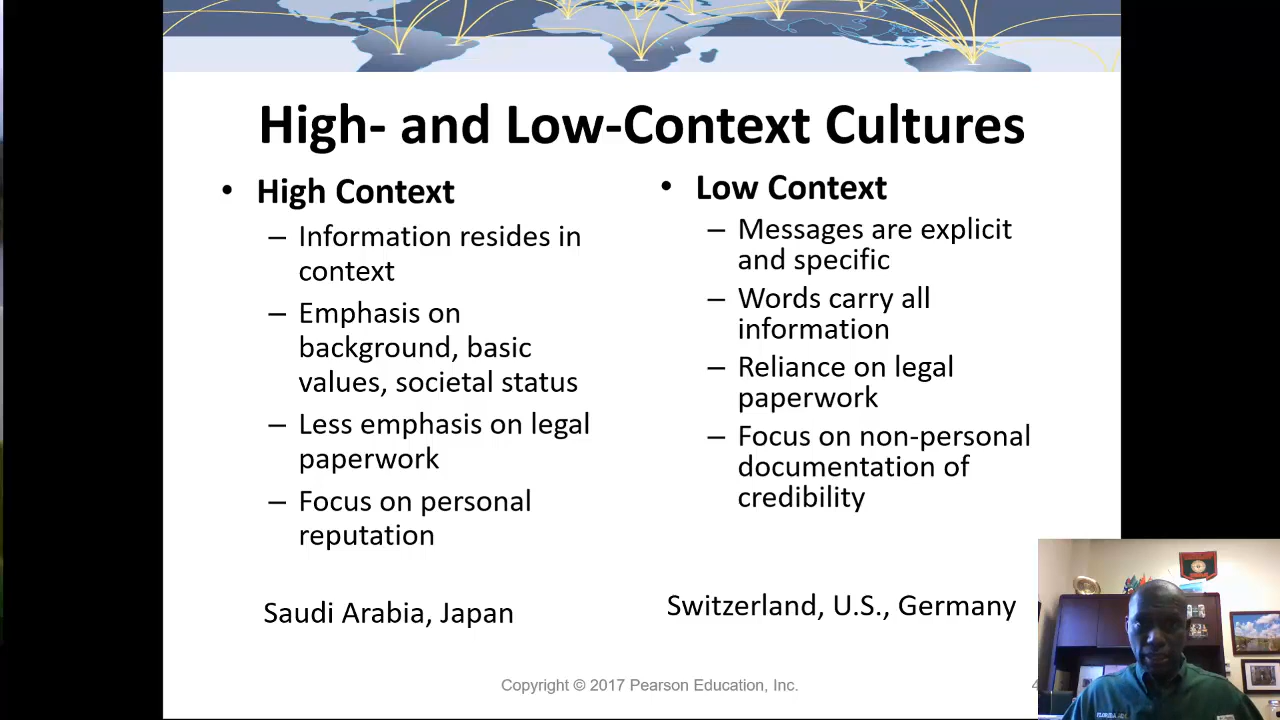 High- and Low-Context Cultures
• High Context
– Information resides in
context
– Emphasis on
background, basic
values, societal status
– Less emphasis on legal
paperwork
– Focus on personal
reputation
Saudi Arabia, Japan
• Low Context
– Messages are explicit
and specific
– Words carry all
information
– Reliance on legal
paperwork
– Focus on non-personal
documentation of
credibility
Switzerland, U.S., Germany
Copyright © 2017 Pearson Education, Inc.